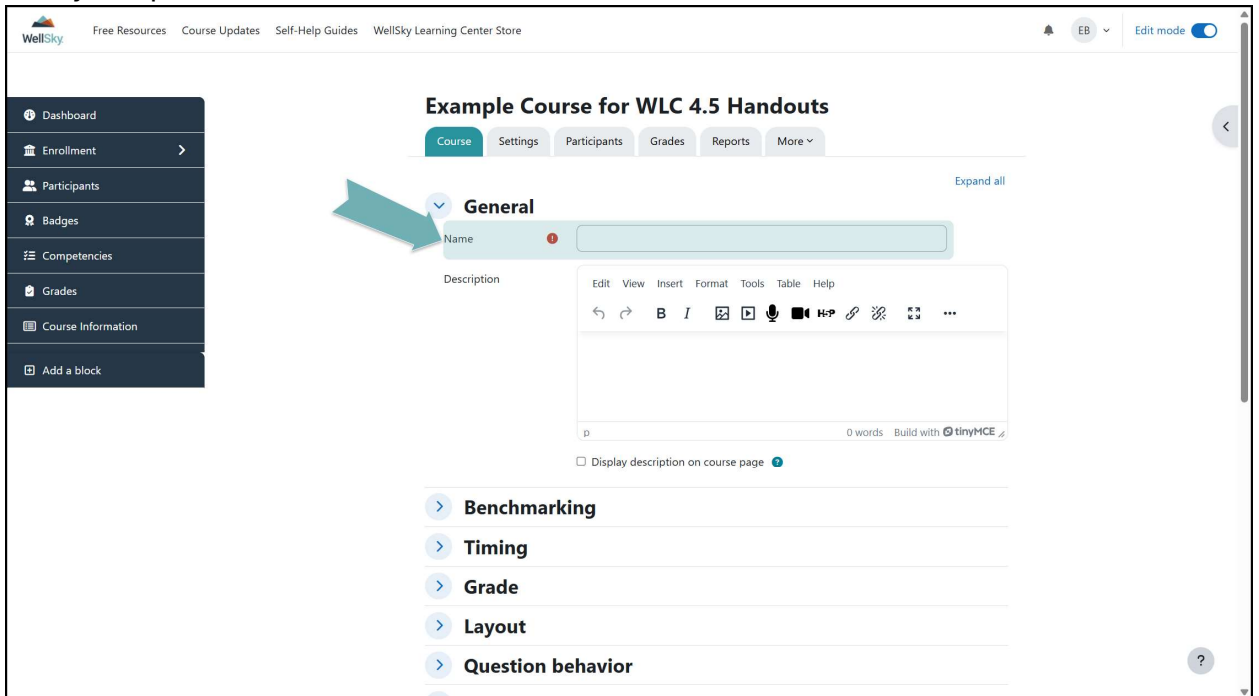 WellSky
Free Resources Course Updates Self-Help Guides WellSky Learning Center Store
EB Edit mode
Dashboard
Enrollment
Participants
Badges
Competencies
Grades
Course Information
Add a block
Example Course for WLC 4.5 Handouts
Course Settings Participants Grades Reports More
Expand all
General
Name
Description
Edit View Insert Format Tools Table Help
B I H-P
p 0 words Build with tinyMCE
Display description on course page ?
Benchmarking
Timing
Grade
Layout
Question behavior
?